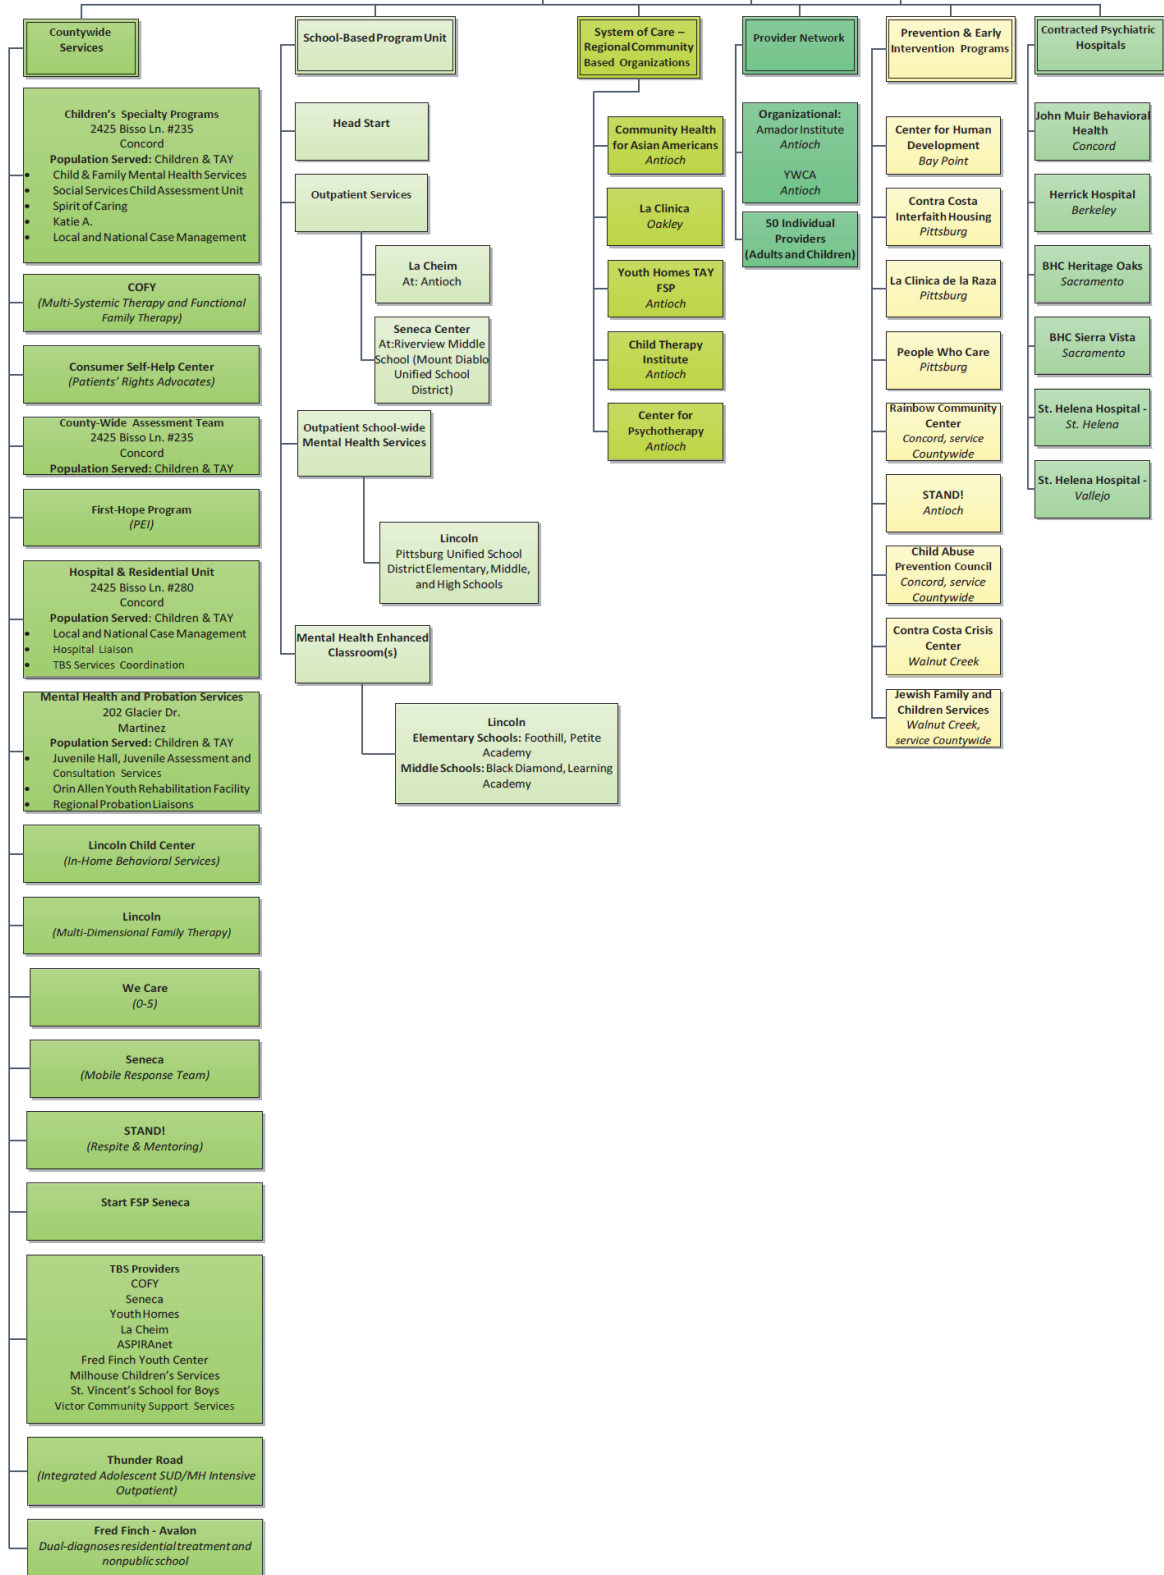 Countywide
Services
Children's Specialty Programs
2425 Bisso Ln. #235
Concord
Population Served: Children & TAY
• Child & Family Mental Health Services
• Social Services Child Assessment Unit
• Spirit of Caring
• Katie A.
• Local and National Case Management
COFY
(Multi-Systemic Therapy and Functional
Family Therapy)
Consumer Self-Help Center
(Patients' Rights Advocates)
County-Wide Assessment Team
2425 Bisso Ln. #235
Concord
Population Served: Children & TAY
First-Hope Program
(PEI)
Hospital & Residential Unit
2425 Bisso Ln. #280
Concord
Population Served: Children & TAY
• Local and National Case Management
• Hospital Liaison
• TBS Services Coordination
Mental Health and Probation Services
202 Glacier Dr.
Martinez
Population Served: Children & TAY
• Juvenile Hall, Juvenile Assessment and
Consultation Services
• Orin Allen Youth Rehabilitation Facility
• Regional Probation Liaisons
Lincoln Child Center
(In-Home Behavioral Services)
Lincoln
(Multi-Dimensional Family Therapy)
We Care
(0-5)
Seneca
(Mobile Response Team)
STAND!
(Respite & Mentoring)
Start FSP Seneca
TBS Providers
COFY
Seneca
Youth Homes
La Cheim
ASPIRAnet
Fred Finch Youth Center
Milhouse Children's Services
St. Vincent's School for Boys
Victor Community Support Services
Thunder Road
(Integrated Adolescent SUD/MH Intensive
Outpatient)
Fred Finch - Avalon
Dual-diagnoses residential treatment and
nonpublic school
School-Based Program Unit
Head Start
Outpatient Services
La Cheim
At: Antioch
Seneca Center
At:Riverview Middle
School (Mount Diablo
Unified School
District)
Outpatient School-wide
Mental Health Services
Lincoln
Pittsburg Unified School
District Elementary, Middle,
and High Schools
Mental Health Enhanced
Classroom(s)
Lincoln
Elementary Schools: Foothill, Petite
Academy
Middle Schools: Black Diamond, Learning
Academy
System of Care –
Regional Community
Based Organizations
Community Health
for Asian Americans
Antioch
La Clinica
Oakley
Youth Homes TAY
FSP
Antioch
Child Therapy
Institute
Antioch
Center for
Psychotherapy
Antioch
Provider Network
Organizational:
Amador Institute
Antioch
YWCA
Antioch
50 Individual
Providers
(Adults and Children)
Prevention & Early
Intervention Programs
Center for Human
Development
Bay Point
Contra Costa
Interfaith Housing
Pittsburg
La Clinica de la Raza
Pittsburg
People Who Care
Pittsburg
Rainbow Community
Center
Concord, service
Countywide
STAND!
Antioch
Child Abuse
Prevention Council
Concord, service
Countywide
Contra Costa Crisis
Center
Walnut Creek
Jewish Family and
Children Services
Walnut Creek,
service Countywide
Contracted Psychiatric
Hospitals
John Muir Behavioral
Health
Concord
Herrick Hospital
Berkeley
BHC Heritage Oaks
Sacramento
BHC Sierra Vista
Sacramento
St. Helena Hospital -
St. Helena
St. Helena Hospital -
Vallejo